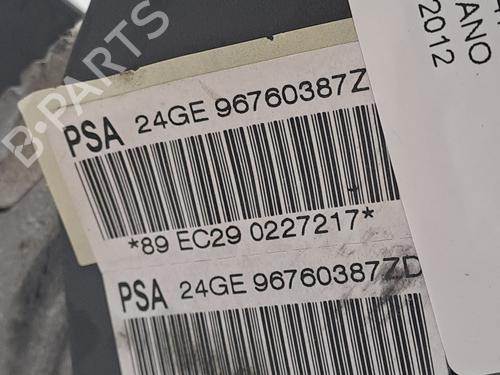 B-PARTS
ANO
2012
PSA 24GE 96760387Z
*89 EC29 0227217*
PSA 24GE 96760387ZD